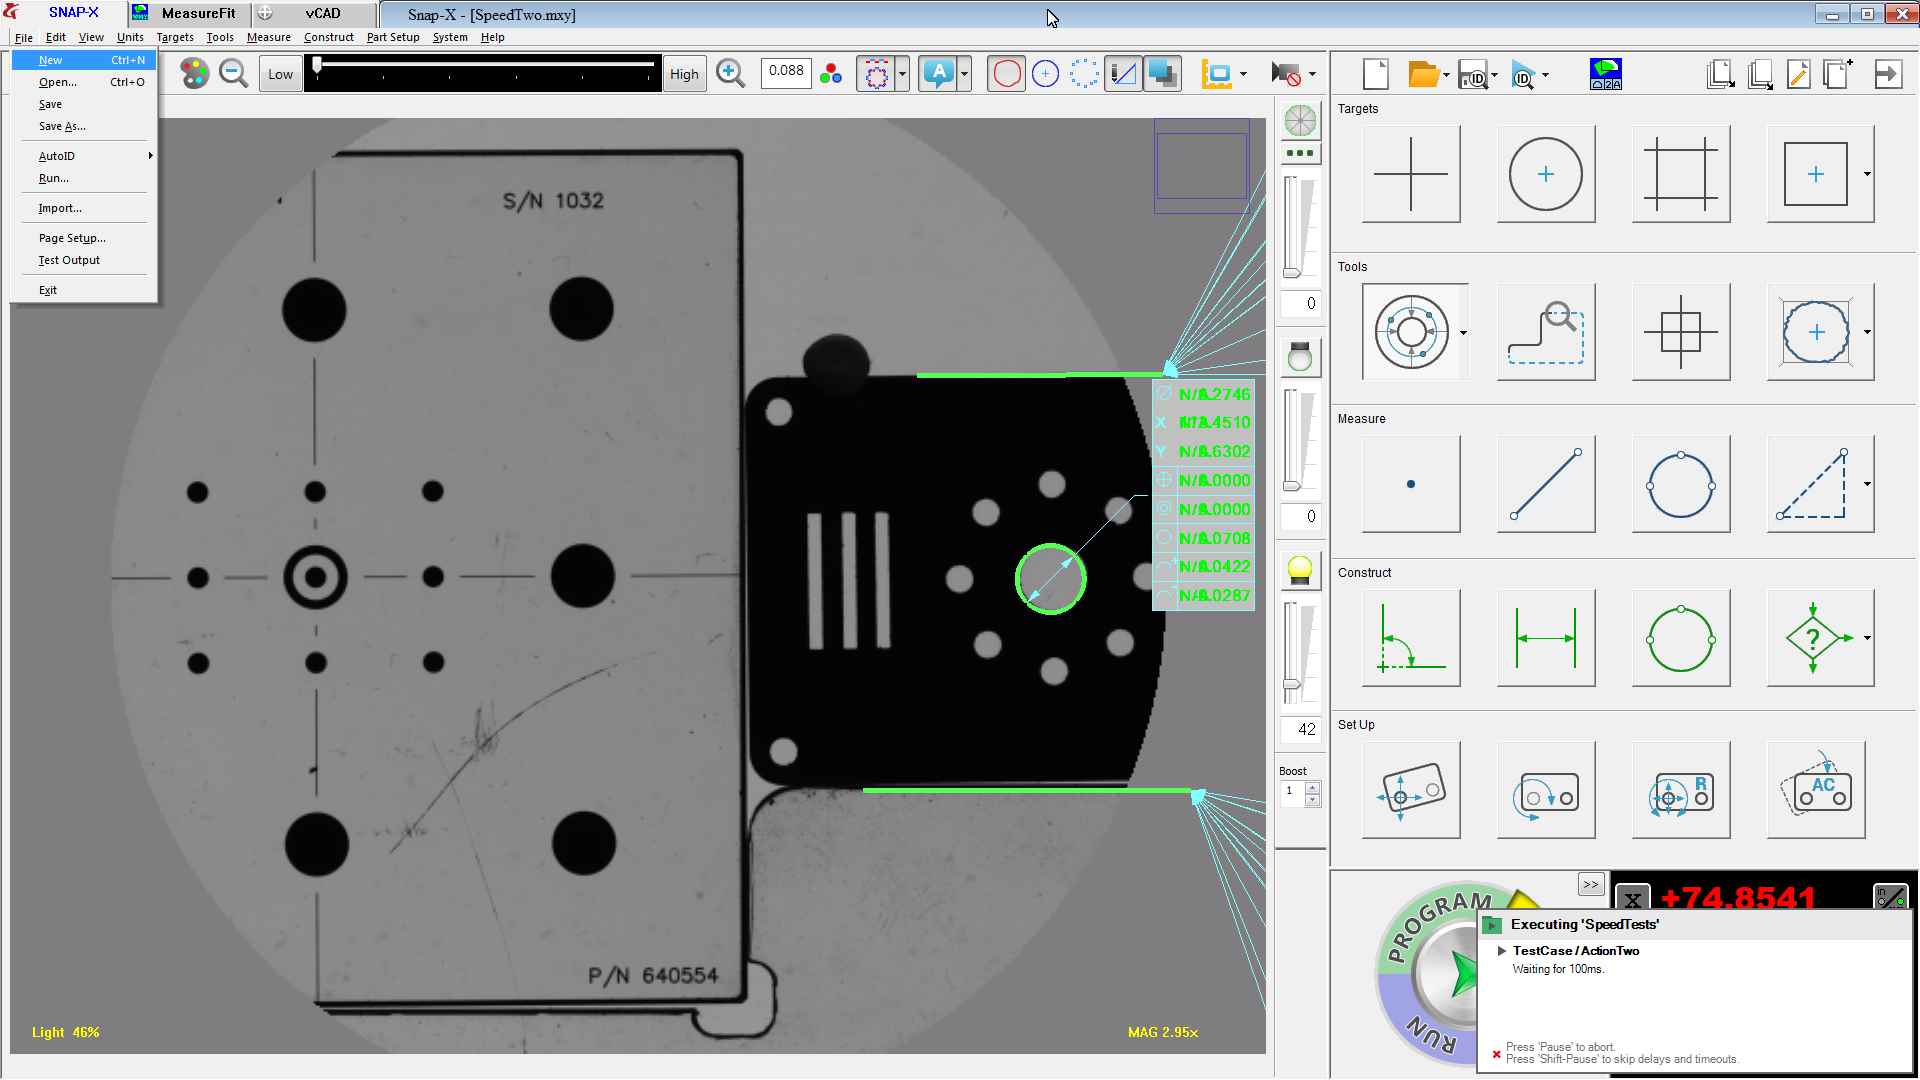 SNAP-X
MeasureFit
vCAD
Snap-X - [SpeedTwo.mxy]
File Edit View Units Targets Tools Measure Construct Part Setup System Help
New Ctrl+N
Open... Ctrl+O
Save
Save As...
AutoID
Run...
Import...
Page Setup...
Test Output
Exit
Low
High
0.088
A
ID
ID
S/N 1032
P/N 640554
X
Y
Light 46%
MAG 2.95x
0
0
42
Boost
1
Targets
Tools
Measure
Construct
?
Set Up
R
AC
>>
PROGRAM
RUN
X
+74.8541
in
Executing 'SpeedTests'
TestCase / ActionTwo
Waiting for 100ms.
Press 'Pause' to abort.
Press 'Shift-Pause' to skip delays and timeouts.